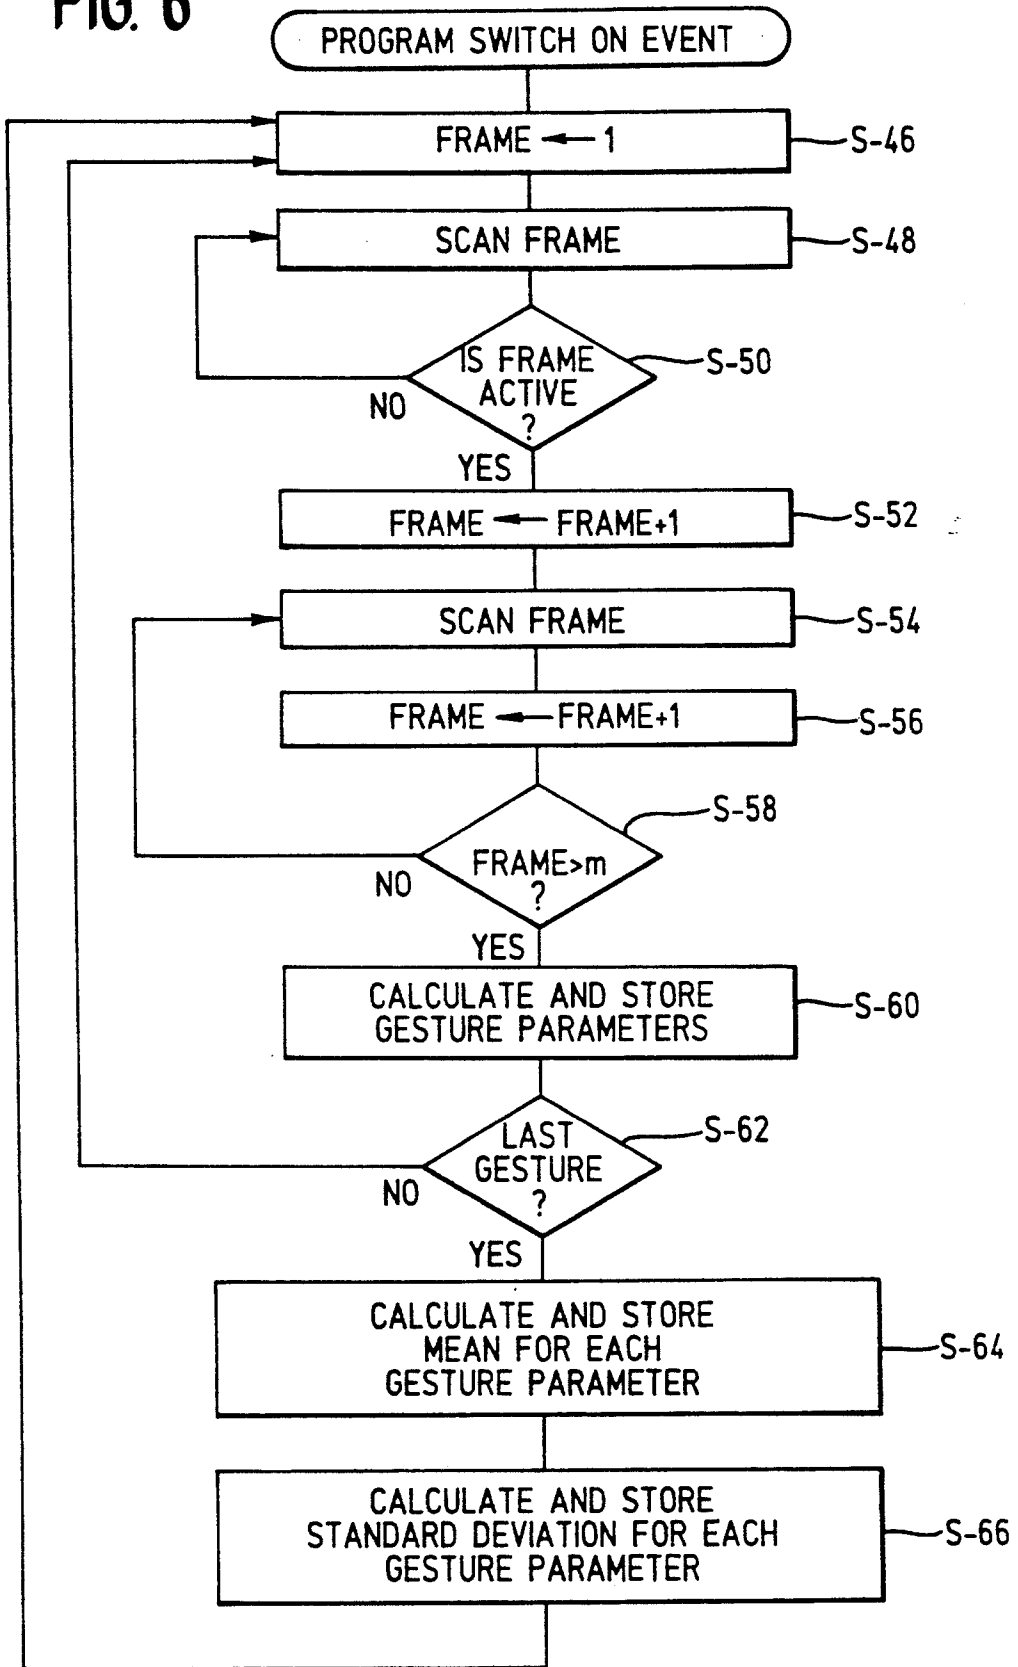 FIG. 6
PROGRAM SWITCH ON EVENT
FRAME ← 1
S-46
SCAN FRAME
S-48
IS FRAME
ACTIVE
?
S-50
NO
YES
FRAME ← FRAME+1
S-52
SCAN FRAME
S-54
FRAME ← FRAME+1
S-56
S-58
FRAME>m
?
NO
YES
CALCULATE AND STORE
GESTURE PARAMETERS
S-60
LAST
GESTURE
?
S-62
NO
YES
CALCULATE AND STORE
MEAN FOR EACH
GESTURE PARAMETER
S-64
CALCULATE AND STORE
STANDARD DEVIATION FOR EACH
GESTURE PARAMETER
S-66